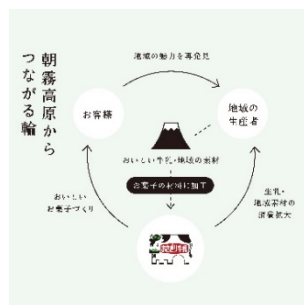 朝霧高原から
つながる輪
地域の魅力を再発見
お客様
地域の
生産者
おいしい牛乳・地域の素材
お菓子の材料に加工
おいしい
お菓子づくり
生乳・
地域素材の
消費拡大